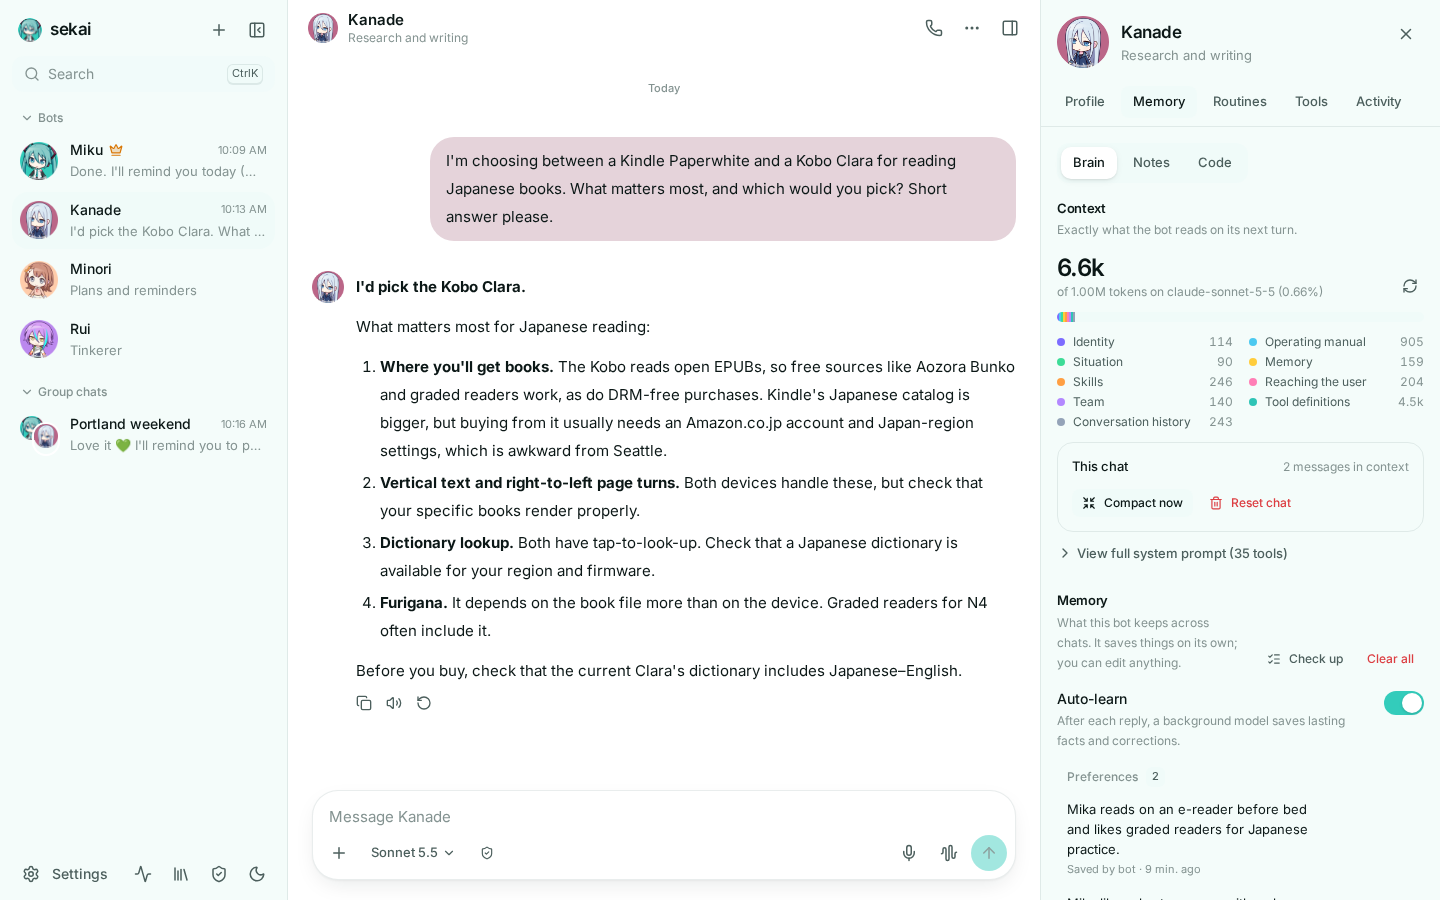 sekai
Search
CtrlK
Bots
Miku
10:09 AM
Done. I'll remind you today (...
Kanade
10:13 AM
I'd pick the Kobo Clara. What ...
Minori
Plans and reminders
Rui
Tinkerer
Group chats
Portland weekend
10:16 AM
Love it 💚 I'll remind you to p...
Settings
Kanade
Research and writing
Today
I'm choosing between a Kindle Paperwhite and a Kobo Clara for reading
Japanese books. What matters most, and which would you pick? Short
answer please.
I'd pick the Kobo Clara.
What matters most for Japanese reading:
1. Where you'll get books. The Kobo reads open EPUBs, so free sources like Aozora Bunko
and graded readers work, as do DRM-free purchases. Kindle's Japanese catalog is
bigger, but buying from it usually needs an Amazon.co.jp account and Japan-region
settings, which is awkward from Seattle.
2. Vertical text and right-to-left page turns. Both devices handle these, but check that
your specific books render properly.
3. Dictionary lookup. Both have tap-to-look-up. Check that a Japanese dictionary is
available for your region and firmware.
4. Furigana. It depends on the book file more than on the device. Graded readers for N4
often include it.
Before you buy, check that the current Clara's dictionary includes Japanese–English.
Message Kanade
Sonnet 5.5
Kanade
Research and writing
Profile
Memory
Routines
Tools
Activity
Brain
Notes
Code
Context
Exactly what the bot reads on its next turn.
6.6k
of 1.00M tokens on claude-sonnet-5-5 (0.66%)
Identity 114
Operating manual 905
Situation 90
Memory 159
Skills 246
Reaching the user 204
Team 140
Tool definitions 4.5k
Conversation history 243
This chat
2 messages in context
Compact now
Reset chat
View full system prompt (35 tools)
Memory
What this bot keeps across
chats. It saves things on its own;
you can edit anything.
Check up
Clear all
Auto-learn
After each reply, a background model saves lasting
facts and corrections.
Preferences 2
Mika reads on an e-reader before bed
and likes graded readers for Japanese
practice.
Saved by bot · 9 min. ago